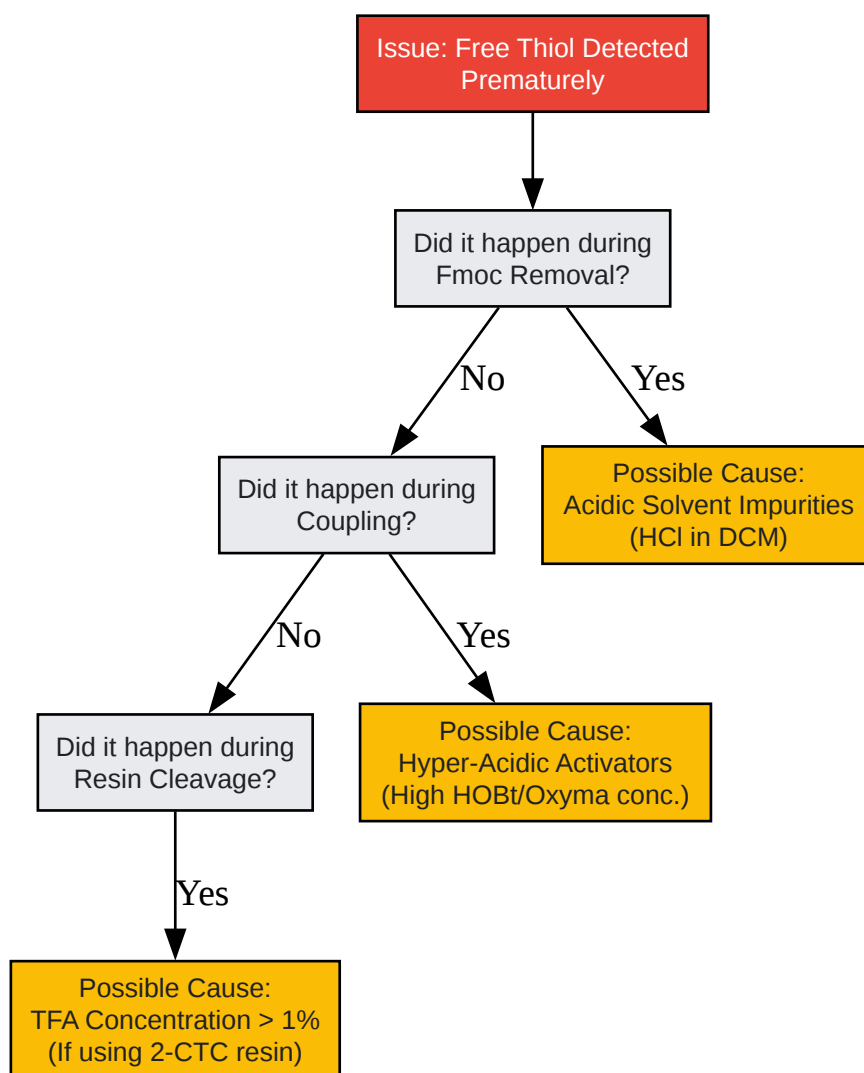 Issue: Free Thiol Detected
Prematurely
Did it happen during
Fmoc Removal?
No
Yes
Did it happen during
Coupling?
Possible Cause:
Acidic Solvent Impurities
(HCl in DCM)
No
Yes
Did it happen during
Resin Cleavage?
Possible Cause:
Hyper-Acidic Activators
(High HOBt/Oxyma conc.)
Yes
Possible Cause:
TFA Concentration > 1%
(If using 2-CTC resin)